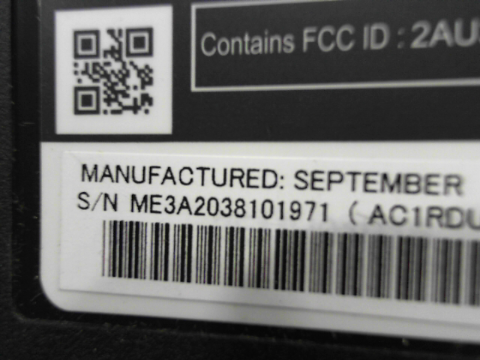 Contains FCC ID : 2AU
MANUFACTURED: SEPTEMBER
S/N ME3A2038101971 ( AC1RDU